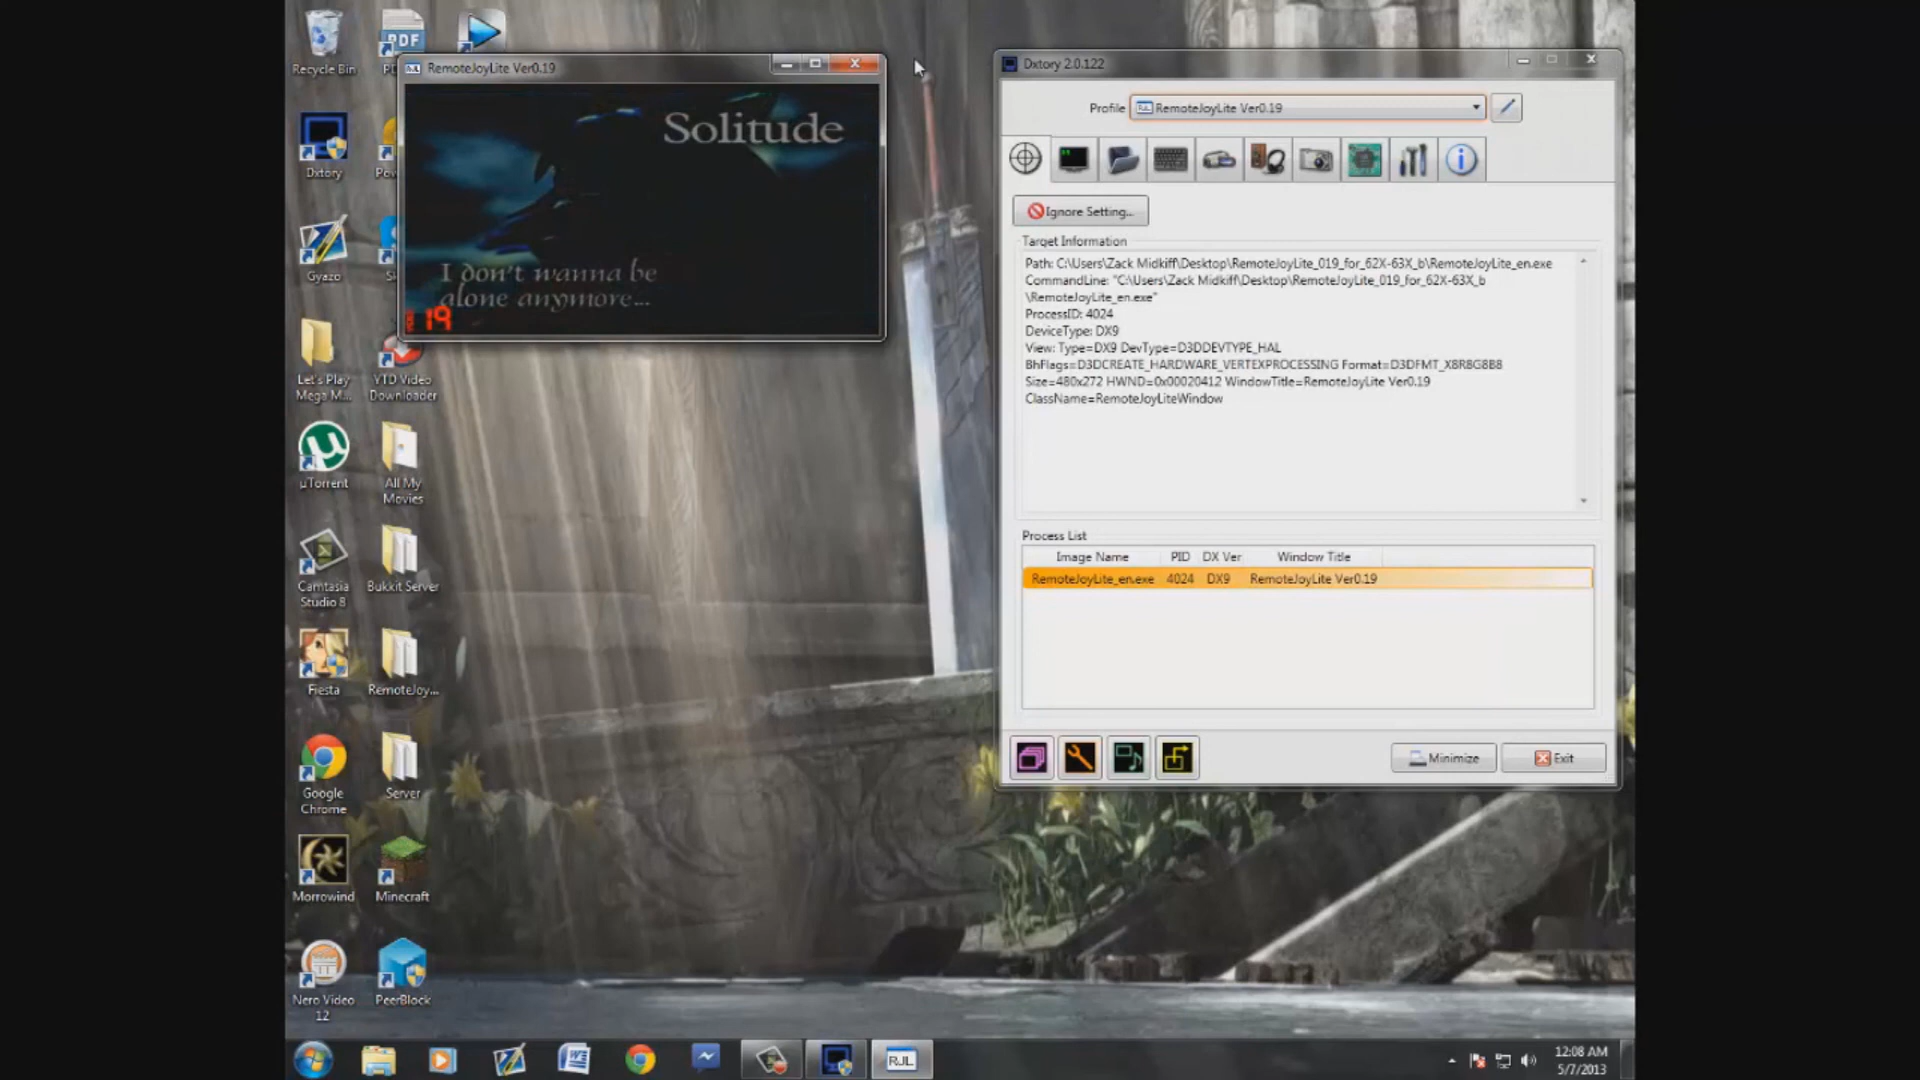 Recycle Bin
PDF
Dxtory
Gyazo
Let's Play
Mega M...
YTD Video
Downloader
µTorrent
All My
Movies
Camtasia
Studio 8
Bukkit Server
Fiesta
RemoteJoy...
Google
Chrome
Server
Morrowind
Minecraft
Nero Video
12
PeerBlock
RJL
RemoteJoyLite Ver0.19
Solitude
I don't wanna be
alone anymore...
19
Dxtory 2.0.122
Profile
RJL
RemoteJoyLite Ver0.19
Ignore Setting...
Target Information
Path: C:\Users\Zack Midkiff\Desktop\RemoteJoyLite_019_for_62X-63X_b\RemoteJoyLite_en.exe
CommandLine: "C:\Users\Zack Midkiff\Desktop\RemoteJoyLite_019_for_62X-63X_b
\RemoteJoyLite_en.exe"
ProcessID: 4024
DeviceType: DX9
View: Type=DX9 DevType=D3DDEVTYPE_HAL
BhFlags=D3DCREATE_HARDWARE_VERTEXPROCESSING Format=D3DFMT_X8R8G8B8
Size=480x272 HWND=0x00020412 WindowTitle=RemoteJoyLite Ver0.19
ClassName=RemoteJoyLiteWindow
Process List
Image Name PID DX Ver Window Title
RemoteJoyLite_en.exe 4024 DX9 RemoteJoyLite Ver0.19
Minimize
Exit
RJL
12:08 AM
5/7/2013